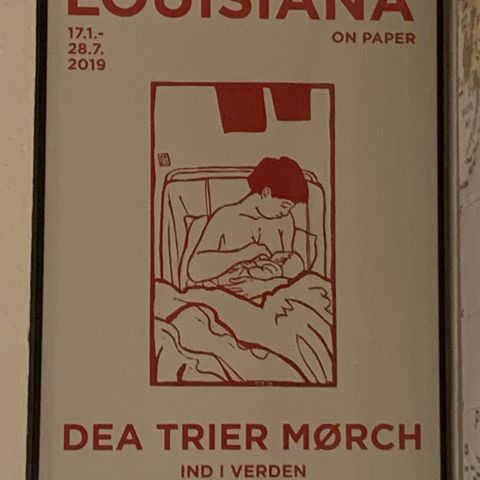 LOUISIANA
ON PAPER
17.1.-
28.7.
2019
DEA TRIER MØRCH
IND I VERDEN